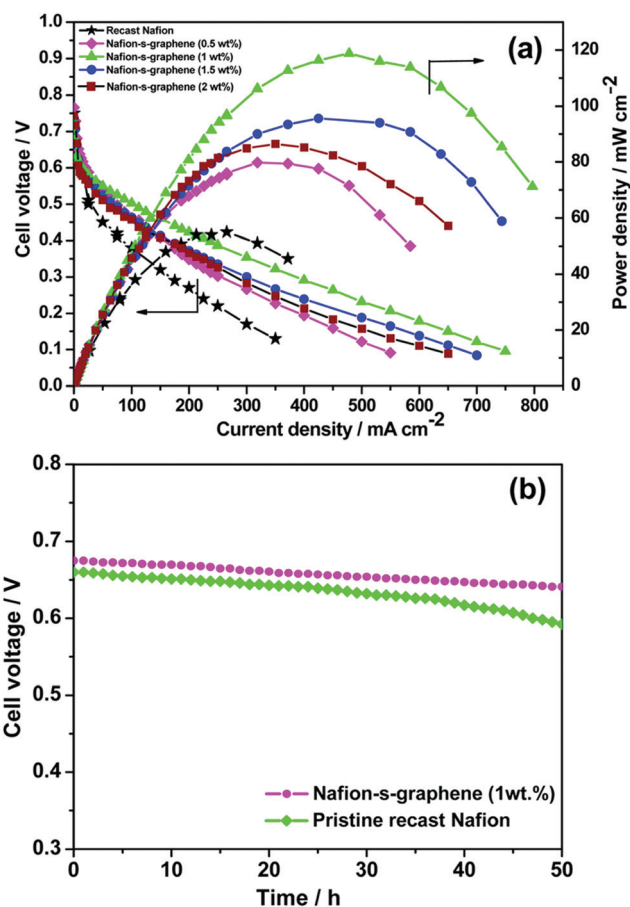 (a)
Recast Nafion
Nafion-s-graphene (0.5 wt%)
Nafion-s-graphene (1 wt%)
Nafion-s-graphene (1.5 wt%)
Nafion-s-graphene (2 wt%)
Cell voltage / V
1.0
0.9
0.8
0.7
0.6
0.5
0.4
0.3
0.2
0.1
0.0
Power density / mW cm-2
120
100
80
60
40
20
0
0 100 200 300 400 500 600 700 800
Current density / mA cm-2
(b)
Cell voltage / V
0.8
0.7
0.6
0.5
0.4
0.3
Nafion-s-graphene (1wt.%)
Pristine recast Nafion
0 10 20 30 40 50
Time / h